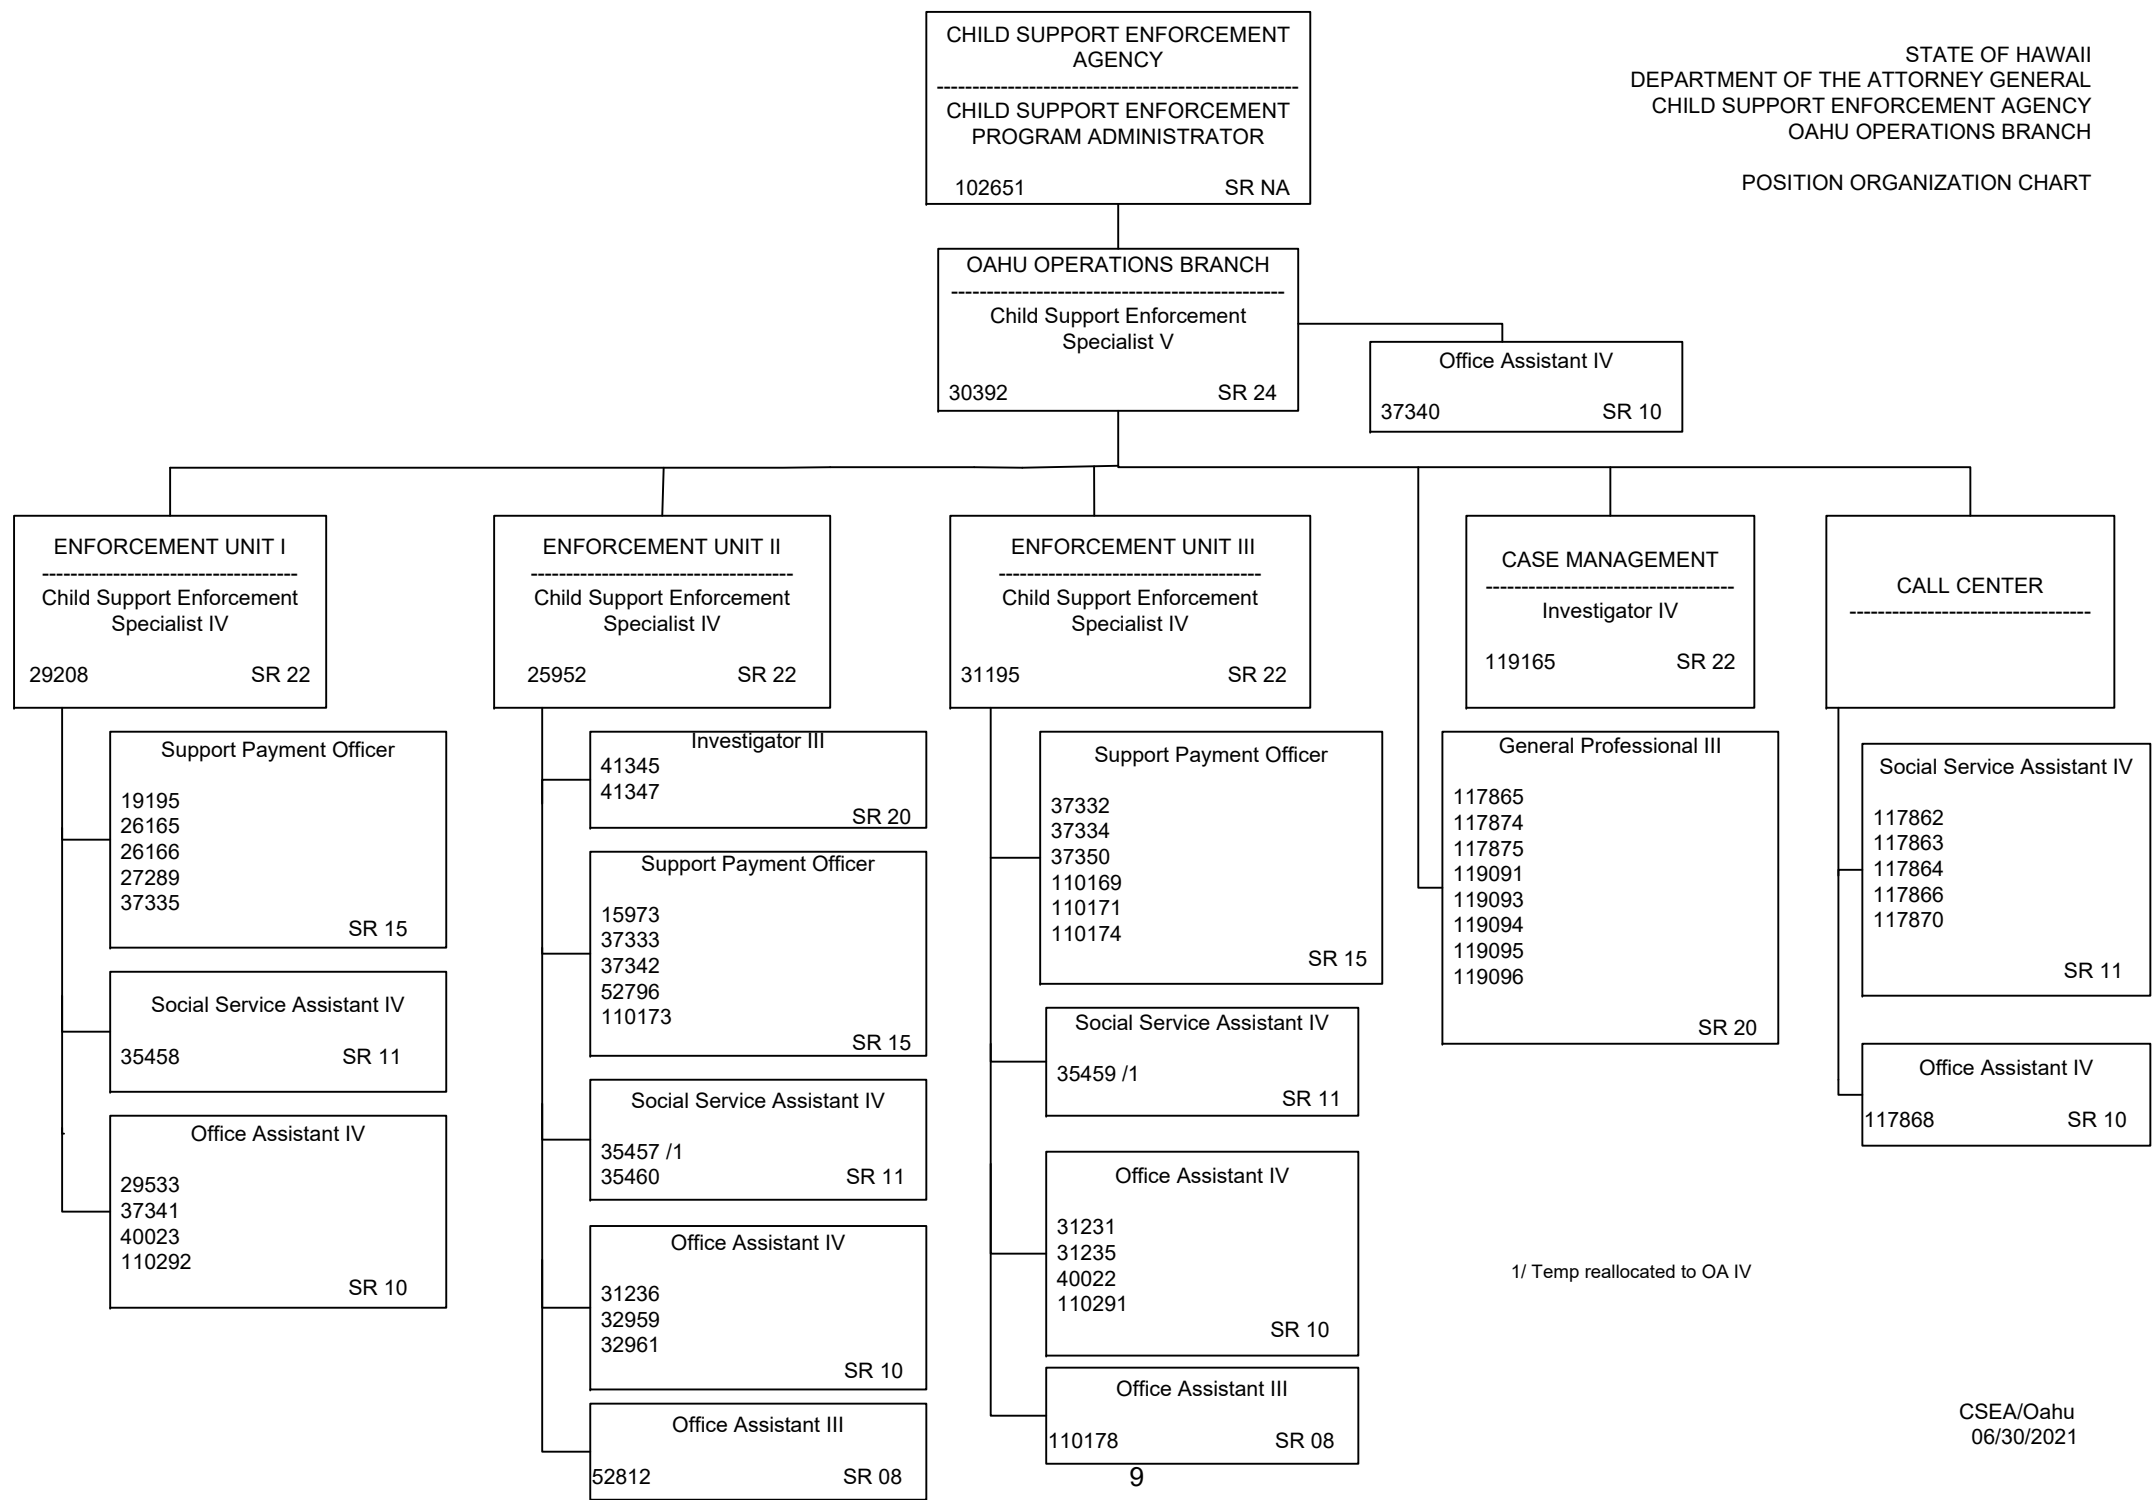 CHILD SUPPORT ENFORCEMENT
AGENCY
---------------------------------------------------
CHILD SUPPORT ENFORCEMENT
PROGRAM ADMINISTRATOR
102651 SR NA
STATE OF HAWAII
DEPARTMENT OF THE ATTORNEY GENERAL
CHILD SUPPORT ENFORCEMENT AGENCY
OAHU OPERATIONS BRANCH
POSITION ORGANIZATION CHART
OAHU OPERATIONS BRANCH
-----------------------------------------------
Child Support Enforcement
Specialist V
30392 SR 24
Office Assistant IV
37340 SR 10
ENFORCEMENT UNIT I
------------------------------------
Child Support Enforcement
Specialist IV
29208 SR 22
Support Payment Officer
19195
26165
26166
27289
37335
SR 15
Social Service Assistant IV
35458 SR 11
Office Assistant IV
29533
37341
40023
110292
SR 10
ENFORCEMENT UNIT II
-------------------------------------
Child Support Enforcement
Specialist IV
25952 SR 22
Investigator III
41345
41347
SR 20
Support Payment Officer
15973
37333
37342
52796
110173
SR 15
Social Service Assistant IV
35457 /1
35460 SR 11
Office Assistant IV
31236
32959
32961
SR 10
Office Assistant III
52812 SR 08
ENFORCEMENT UNIT III
-------------------------------------
Child Support Enforcement
Specialist IV
31195 SR 22
Support Payment Officer
37332
37334
37350
110169
110171
110174
SR 15
Social Service Assistant IV
35459 /1
SR 11
Office Assistant IV
31231
31235
40022
110291
SR 10
Office Assistant III
110178 SR 08
CASE MANAGEMENT
-----------------------------------
Investigator IV
119165 SR 22
General Professional III
117865
117874
117875
119091
119093
119094
119095
119096
SR 20
CALL CENTER
----------------------------------
Social Service Assistant IV
117862
117863
117864
117866
117870
SR 11
Office Assistant IV
117868 SR 10
1/ Temp reallocated to OA IV
CSEA/Oahu
06/30/2021
9